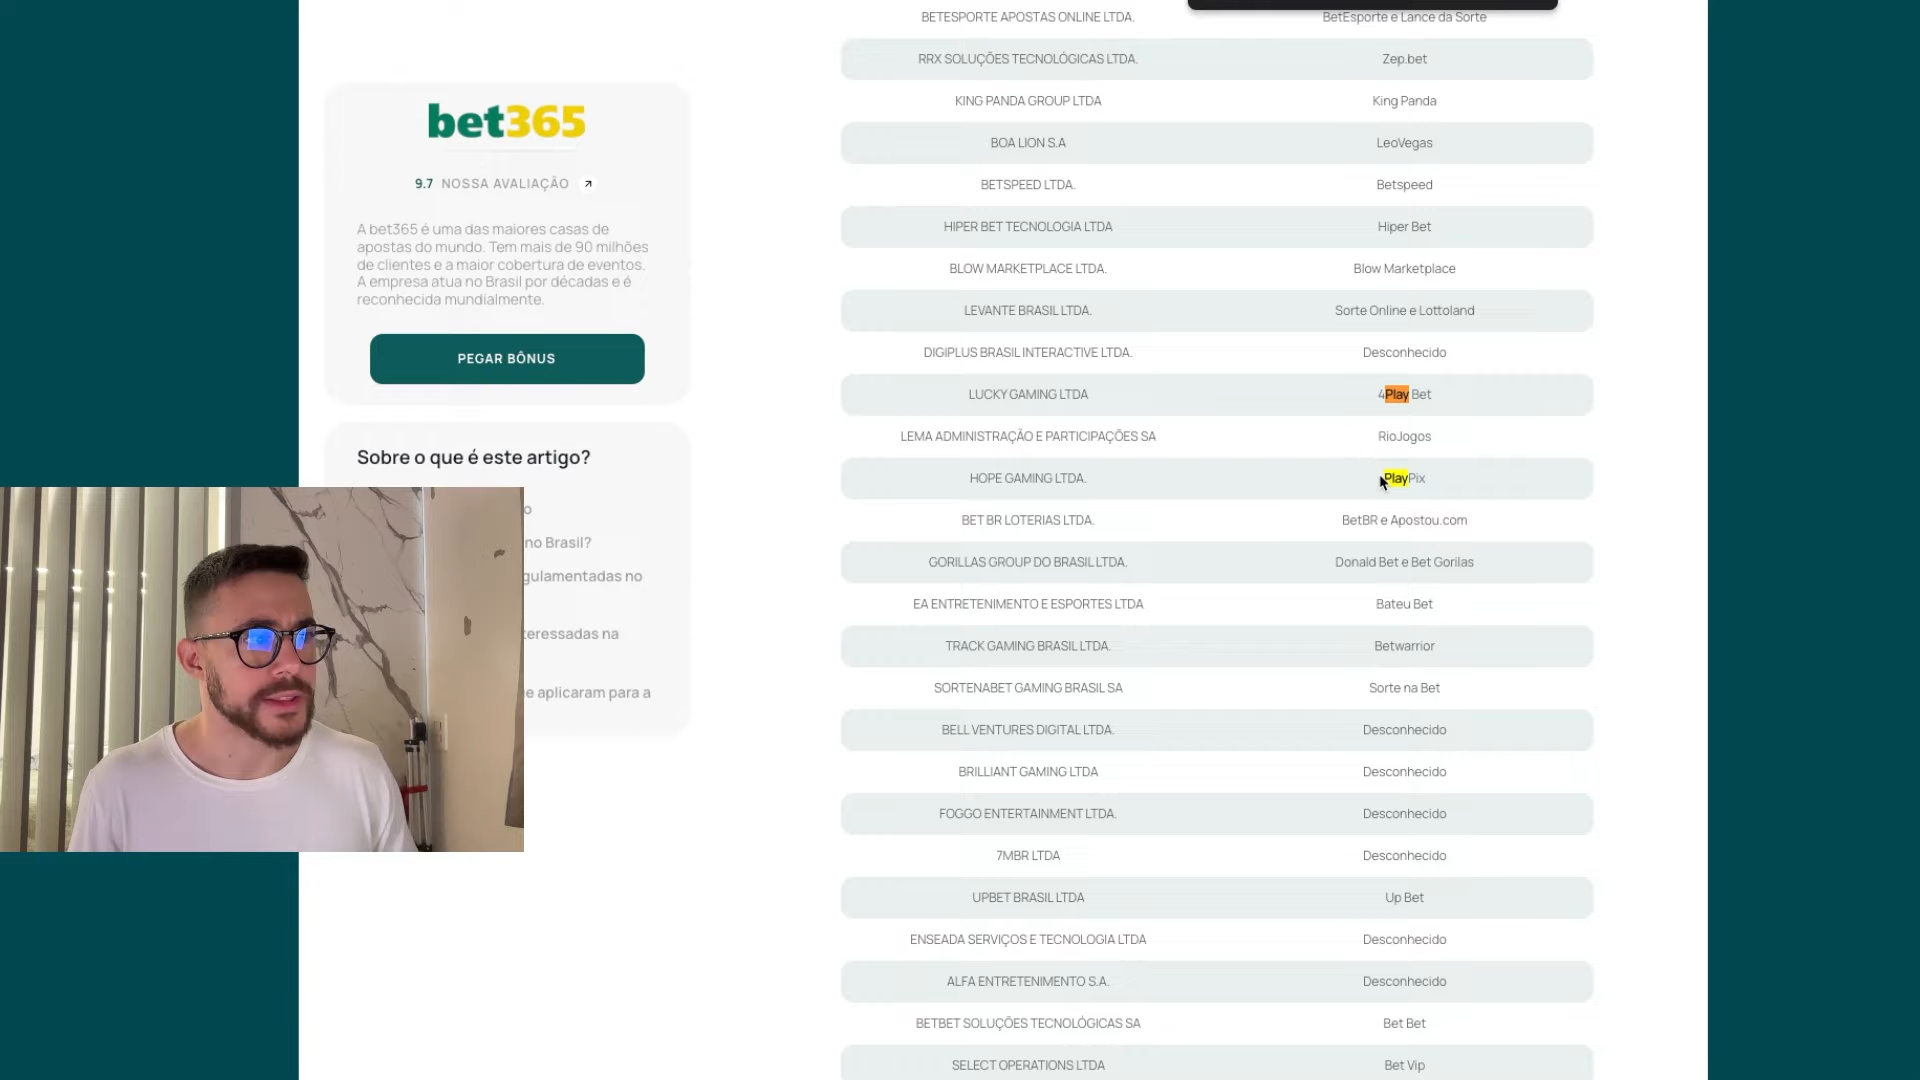 BETESPORTE APOSTAS ONLINE LTDA. BetEsporte e Lance da Sorte
RRX SOLUÇÕES TECNOLÓGICAS LTDA. Zep.bet
KING PANDA GROUP LTDA King Panda
BOA LION S.A LeoVegas
BETSPEED LTDA. Betspeed
HIPER BET TECNOLOGIA LTDA Hiper Bet
BLOW MARKETPLACE LTDA. Blow Marketplace
LEVANTE BRASIL LTDA. Sorte Online e Lottoland
DIGIPLUS BRASIL INTERACTIVE LTDA. Desconhecido
LUCKY GAMING LTDA 4Play Bet
LEMA ADMINISTRAÇÃO E PARTICIPAÇÕES SA RioJogos
HOPE GAMING LTDA. PlayPix
BET BR LOTERIAS LTDA. BetBR e Apostou.com
GORILLAS GROUP DO BRASIL LTDA. Donald Bet e Bet Gorilas
EA ENTRETENIMENTO E ESPORTES LTDA Bateu Bet
TRACK GAMING BRASIL LTDA. Betwarrior
SORTENABET GAMING BRASIL SA Sorte na Bet
BELL VENTURES DIGITAL LTDA. Desconhecido
BRILLIANT GAMING LTDA Desconhecido
FOGGO ENTERTAINMENT LTDA. Desconhecido
7MBR LTDA Desconhecido
UPBET BRASIL LTDA Up Bet
ENSEADA SERVIÇOS E TECNOLOGIA LTDA Desconhecido
ALFA ENTRETENIMENTO S.A. Desconhecido
BETBET SOLUÇÕES TECNOLÓGICAS SA Bet Bet
SELECT OPERATIONS LTDA Bet Vip
bet365
9.7 NOSSA AVALIAÇÃO
A bet365 é uma das maiores casas de
apostas do mundo. Tem mais de 90 milhões
de clientes e a maior cobertura de eventos.
A empresa atua no Brasil por décadas e é
reconhecida mundialmente.
PEGAR BÔNUS
Sobre o que é este artigo?
o
no Brasil?
gulamentadas no
teressadas na
e aplicaram para a